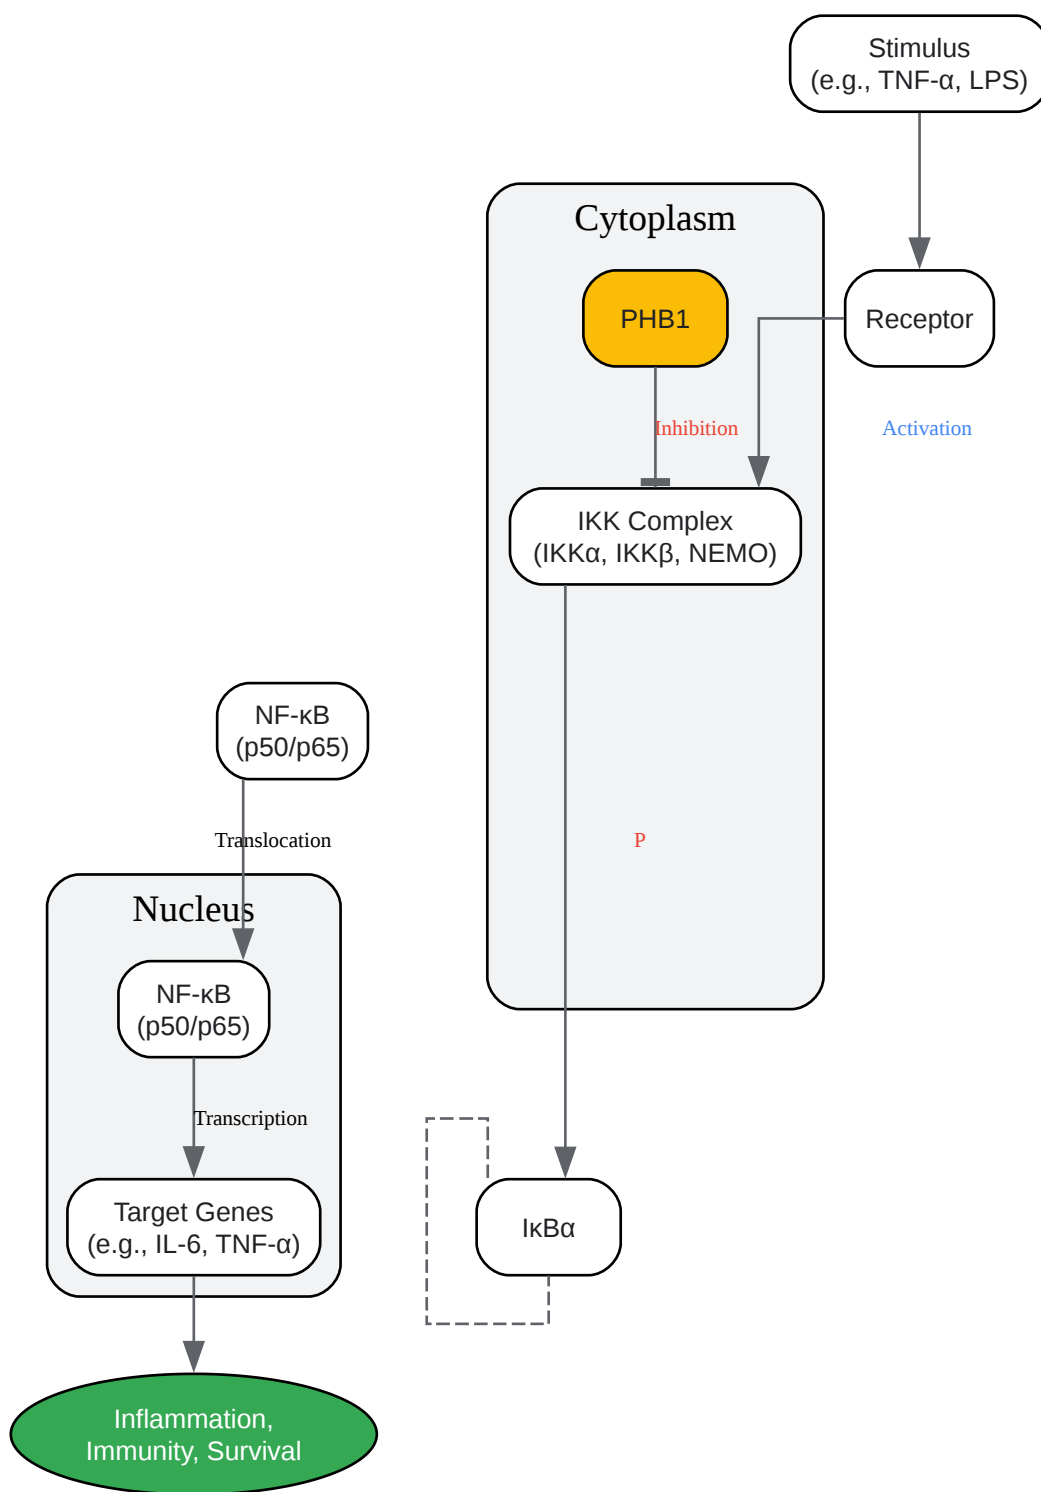 Stimulus
(e.g., TNF-α, LPS)
Cytoplasm
PHB1
Receptor
Inhibition
Activation
IKK Complex
(IKKα, IKKβ, NEMO)
NF-κB
(p50/p65)
Translocation
P
Nucleus
NF-κB
(p50/p65)
Transcription
Target Genes
(e.g., IL-6, TNF-α)
IκBα
Inflammation,
Immunity, Survival